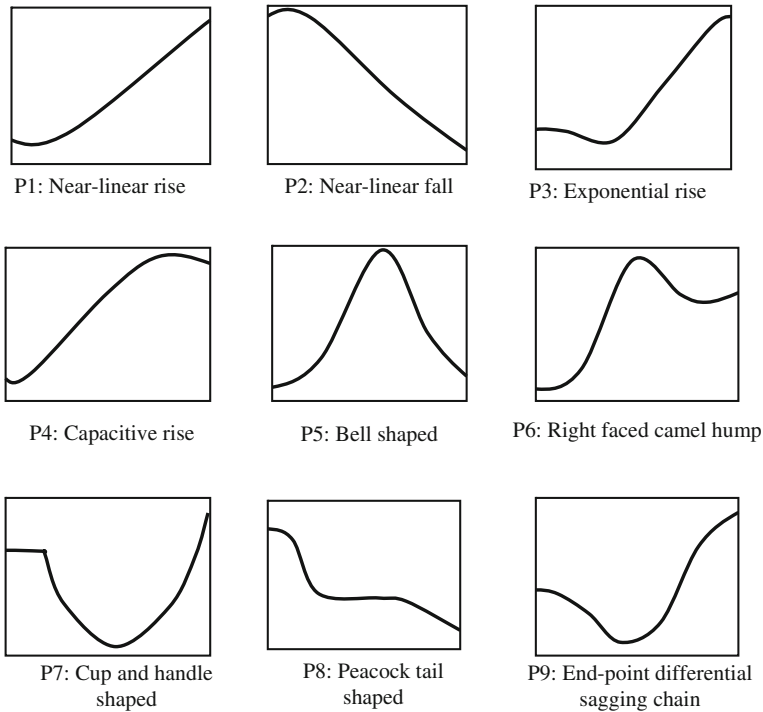 P1: Near-linear rise
P2: Near-linear fall
P3: Exponential rise
P4: Capacitive rise
P5: Bell shaped
P6: Right faced camel hump
P7: Cup and handle
shaped
P8: Peacock tail
shaped
P9: End-point differential
sagging chain